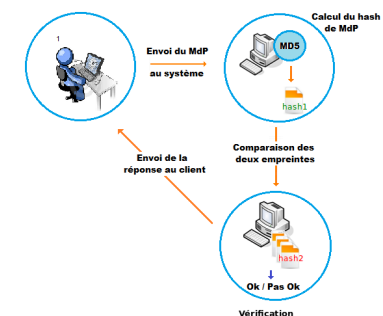 1
Envoi du MdP
au système
Calcul du hash
de MdP
MD5
hash1
Comparaison des
deux empreintes
Envoi de la
réponse au client
hash2
Ok / Pas Ok
Vérification